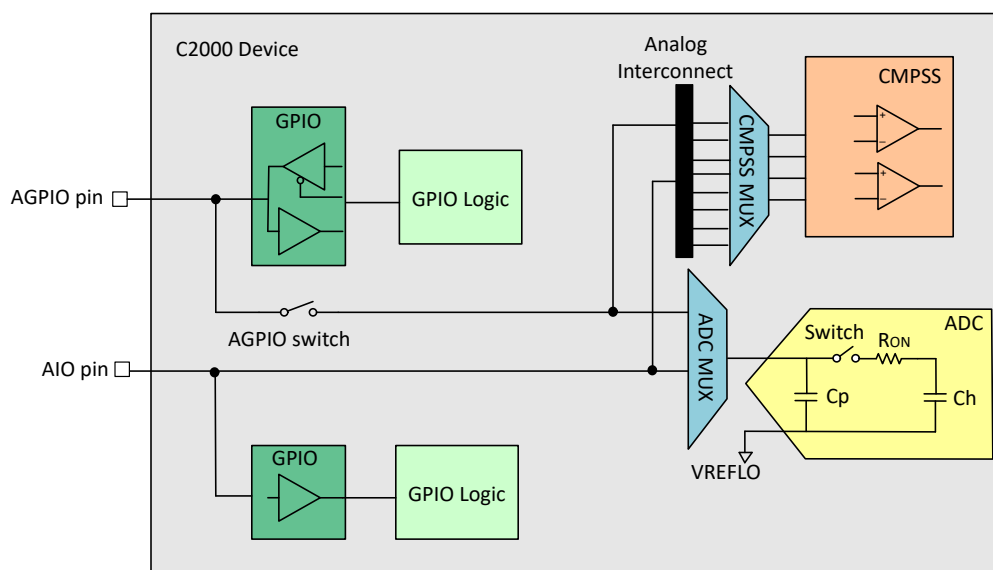 C2000 Device
Analog
Interconnect
CMPSS
GPIO
CMPSS MUX
+
−
+
−
GPIO Logic
AGPIO pin
AGPIO switch
ADC MUX
ADC
Switch
RON
AIO pin
Cp
Ch
GPIO
VREFLO
GPIO Logic